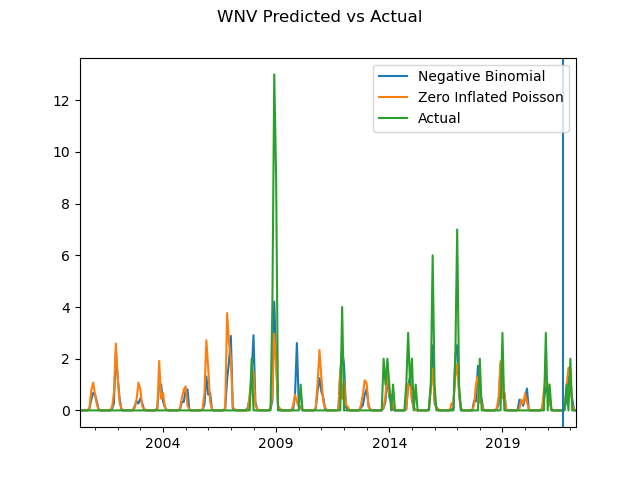 WNV Predicted vs Actual
Negative Binomial
Zero Inflated Poisson
Actual
12
10
8
6
4
2
0
2004 2009 2014 2019